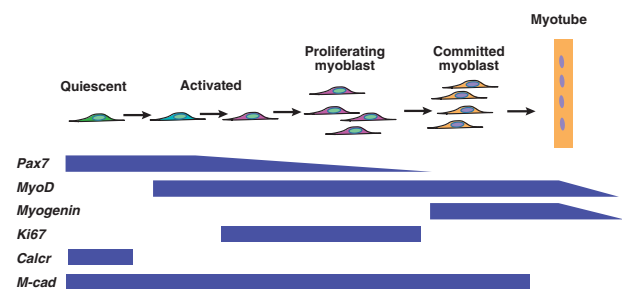 Myotube
Proliferating
myoblast
Committed
myoblast
Quiescent
Activated
Pax7
MyoD
Myogenin
Ki67
Calcr
M-cad